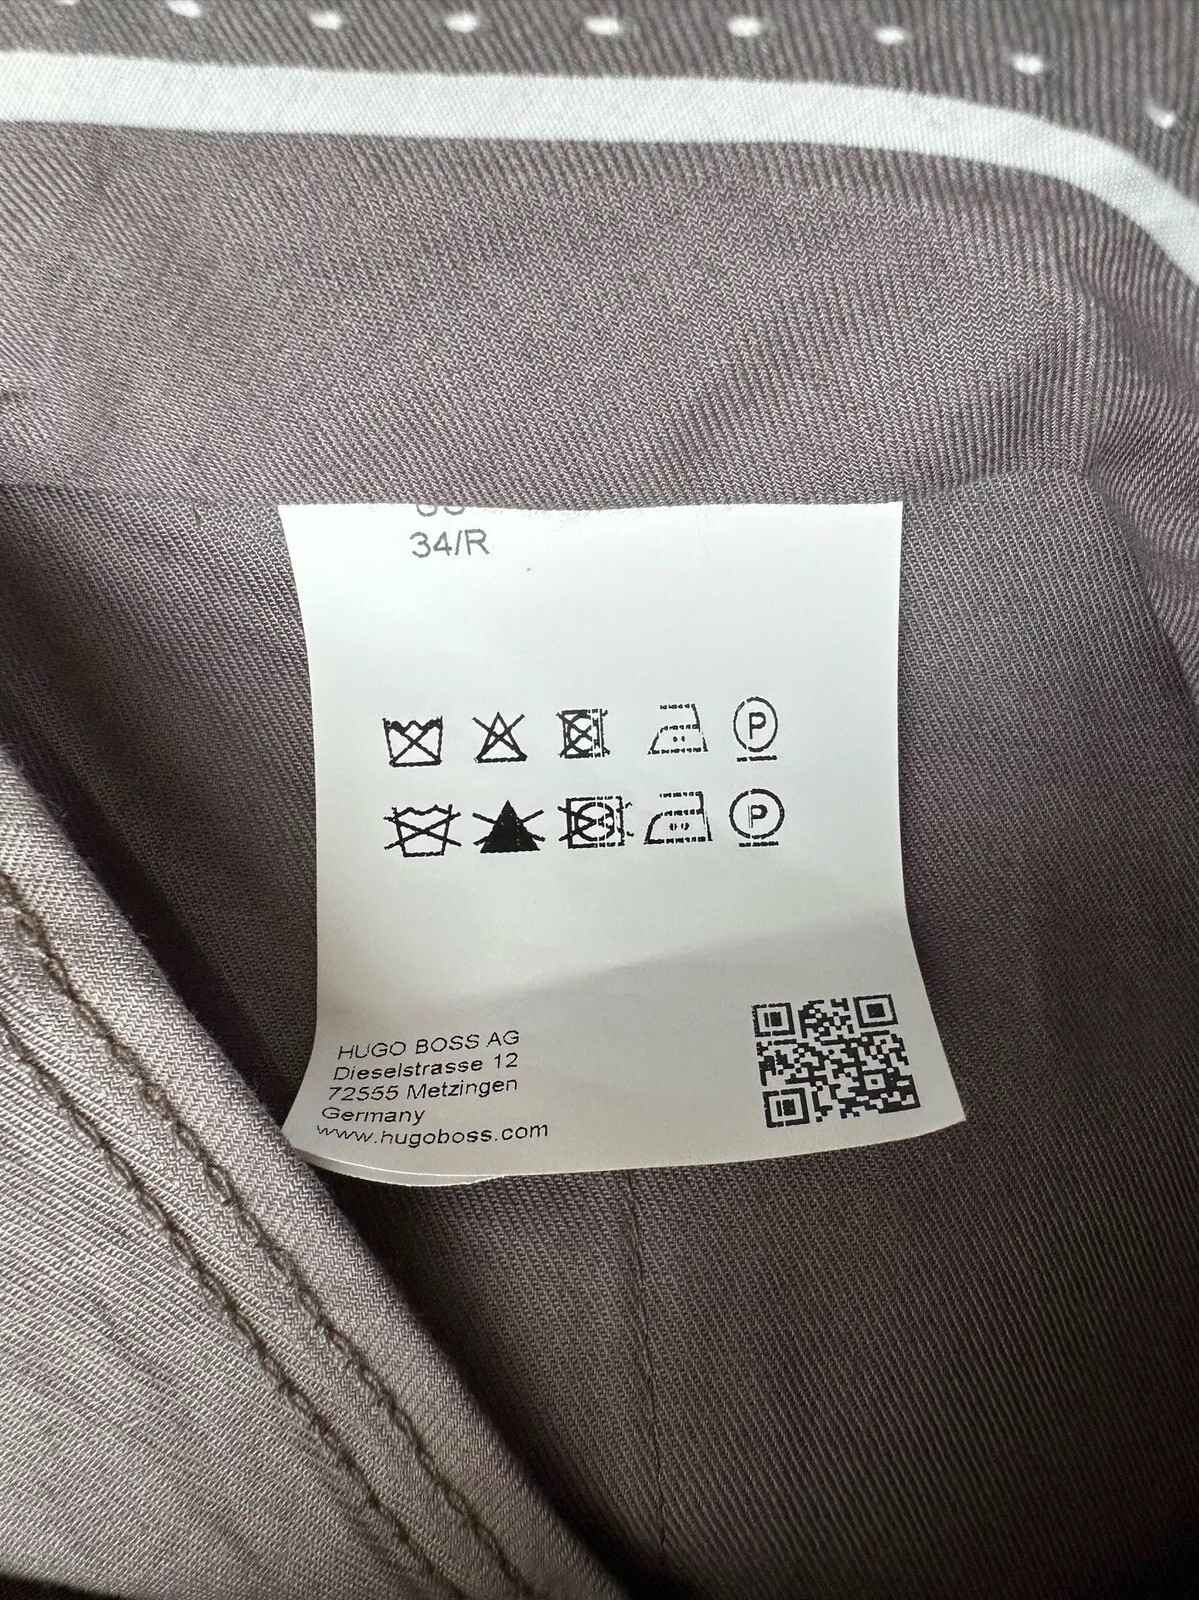 34/R
P
P
HUGO BOSS AG
Dieselstrasse 12
72555 Metzingen
Germany
www.hugoboss.com